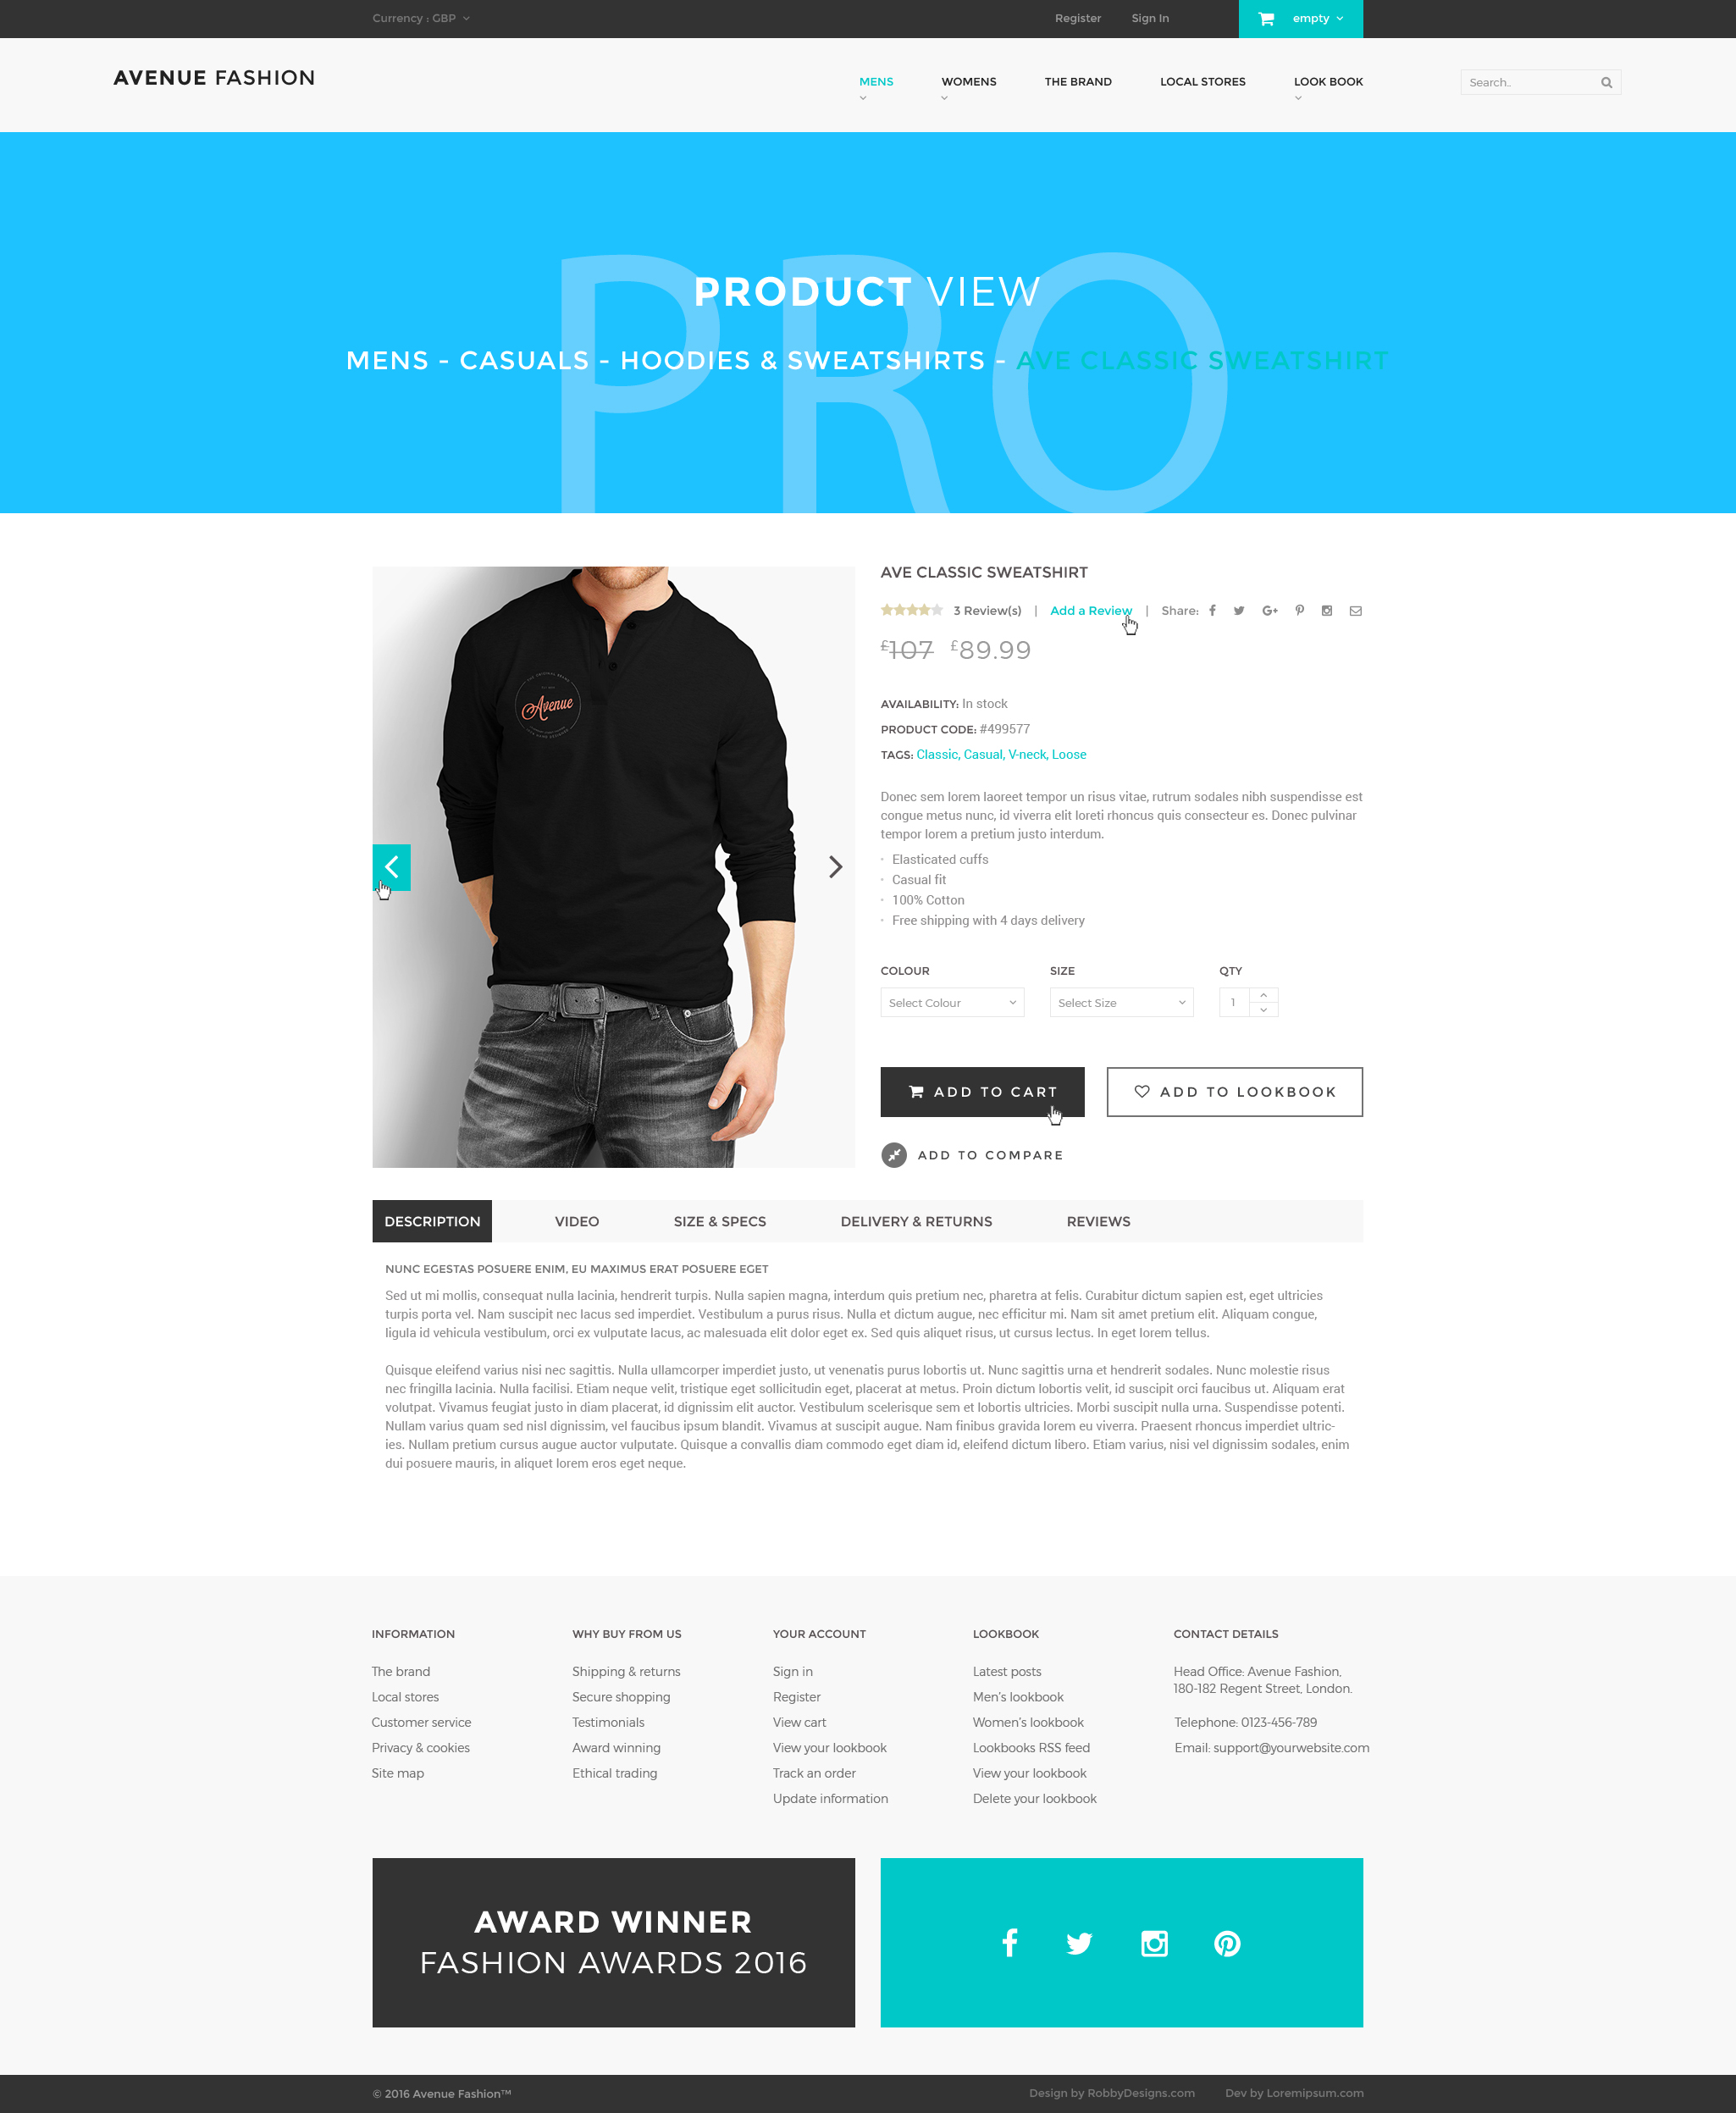 Currency : GBP
Register
Sign In
empty
AVENUE FASHION
MENS
WOMENS
THE BRAND
LOCAL STORES
LOOK BOOK
Search..
PRO
PRODUCT VIEW
MENS - CASUALS - HOODIES & SWEATSHIRTS - AVE CLASSIC SWEATSHIRT
Avenue
AVE CLASSIC SWEATSHIRT
3 Review(s) | Add a Review | Share:
£107 £89.99
AVAILABILITY: In stock
PRODUCT CODE: #499577
TAGS: Classic, Casual, V-neck, Loose
Donec sem lorem laoreet tempor un risus vitae, rutrum sodales nibh suspendisse est
congue metus nunc, id viverra elit loreti rhoncus quis consecteur es. Donec pulvinar
tempor lorem a pretium justo interdum.
Elasticated cuffs
Casual fit
100% Cotton
Free shipping with 4 days delivery
COLOUR
SIZE
QTY
Select Colour
Select Size
1
ADD TO CART
ADD TO LOOKBOOK
ADD TO COMPARE
DESCRIPTION
VIDEO
SIZE & SPECS
DELIVERY & RETURNS
REVIEWS
NUNC EGESTAS POSUERE ENIM, EU MAXIMUS ERAT POSUERE EGET
Sed ut mi mollis, consequat nulla lacinia, hendrerit turpis. Nulla sapien magna, interdum quis pretium nec, pharetra at felis. Curabitur dictum sapien est, eget ultricies
turpis porta vel. Nam suscipit nec lacus sed imperdiet. Vestibulum a purus risus. Nulla et dictum augue, nec efficitur mi. Nam sit amet pretium elit. Aliquam congue,
ligula id vehicula vestibulum, orci ex vulputate lacus, ac malesuada elit dolor eget ex. Sed quis aliquet risus, ut cursus lectus. In eget lorem tellus.
Quisque eleifend varius nisi nec sagittis. Nulla ullamcorper imperdiet justo, ut venenatis purus lobortis ut. Nunc sagittis urna et hendrerit sodales. Nunc molestie risus
nec fringilla lacinia. Nulla facilisi. Etiam neque velit, tristique eget sollicitudin eget, placerat at metus. Proin dictum lobortis velit, id suscipit orci faucibus ut. Aliquam erat
volutpat. Vivamus feugiat justo in diam placerat, id dignissim elit auctor. Vestibulum scelerisque sem et lobortis ultricies. Morbi suscipit nulla urna. Suspendisse potenti.
Nullam varius quam sed nisl dignissim, vel faucibus ipsum blandit. Vivamus at suscipit augue. Nam finibus gravida lorem eu viverra. Praesent rhoncus imperdiet ultric-
ies. Nullam pretium cursus augue auctor vulputate. Quisque a convallis diam commodo eget diam id, eleifend dictum libero. Etiam varius, nisi vel dignissim sodales, enim
dui posuere mauris, in aliquet lorem eros eget neque.
INFORMATION
The brand
Local stores
Customer service
Privacy & cookies
Site map
WHY BUY FROM US
Shipping & returns
Secure shopping
Testimonials
Award winning
Ethical trading
YOUR ACCOUNT
Sign in
Register
View cart
View your lookbook
Track an order
Update information
LOOKBOOK
Latest posts
Men's lookbook
Women's lookbook
Lookbooks RSS feed
View your lookbook
Delete your lookbook
CONTACT DETAILS
Head Office: Avenue Fashion,
180-182 Regent Street, London.
Telephone: 0123-456-789
Email: support@yourwebsite.com
AWARD WINNER
FASHION AWARDS 2016
© 2016 Avenue Fashion™
Design by RobbyDesigns.com
Dev by Loremipsum.com